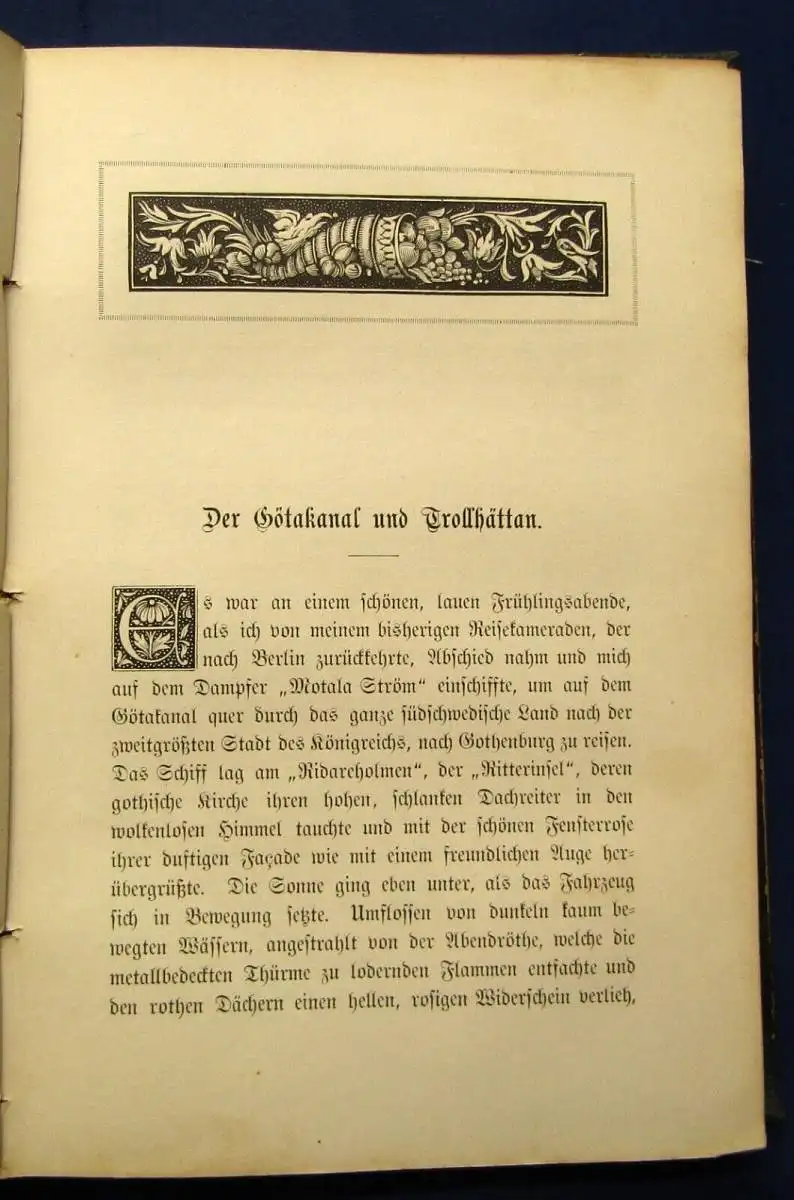 Der Götakanal und Trollhättan.
Es war an einem schönen, lauen Frühlingsabende,
als ich von meinem bisherigen Reisekameraden, der
nach Berlin zurückkehrte, Abschied nahm und mich
auf dem Dampfer „Motala Ström“ einschiffte, um auf dem
Götakanal quer durch das ganze südschwedische Land nach der
zweitgrößten Stadt des Königreichs, nach Gothenburg zu reisen.
Das Schiff lag am „Ridareholmen“, der „Ritterinsel“, deren
gothische Kirche ihren hohen, schlanken Dachreiter in den
wolkenlosen Himmel tauchte und mit der schönen Fensterrose
ihrer duftigen Façade wie mit einem freundlichen Auge her-
übergrüßte. Die Sonne ging eben unter, als das Fahrzeug
sich in Bewegung setzte. Umflossen von dunkeln kaum be-
wegten Wässern, angestrahlt von der Abendröthe, welche die
metallbedeckten Thürme zu lodernden Flammen entfachte und
den rothen Dächern einen hellen, rosigen Widerschein verlieh,